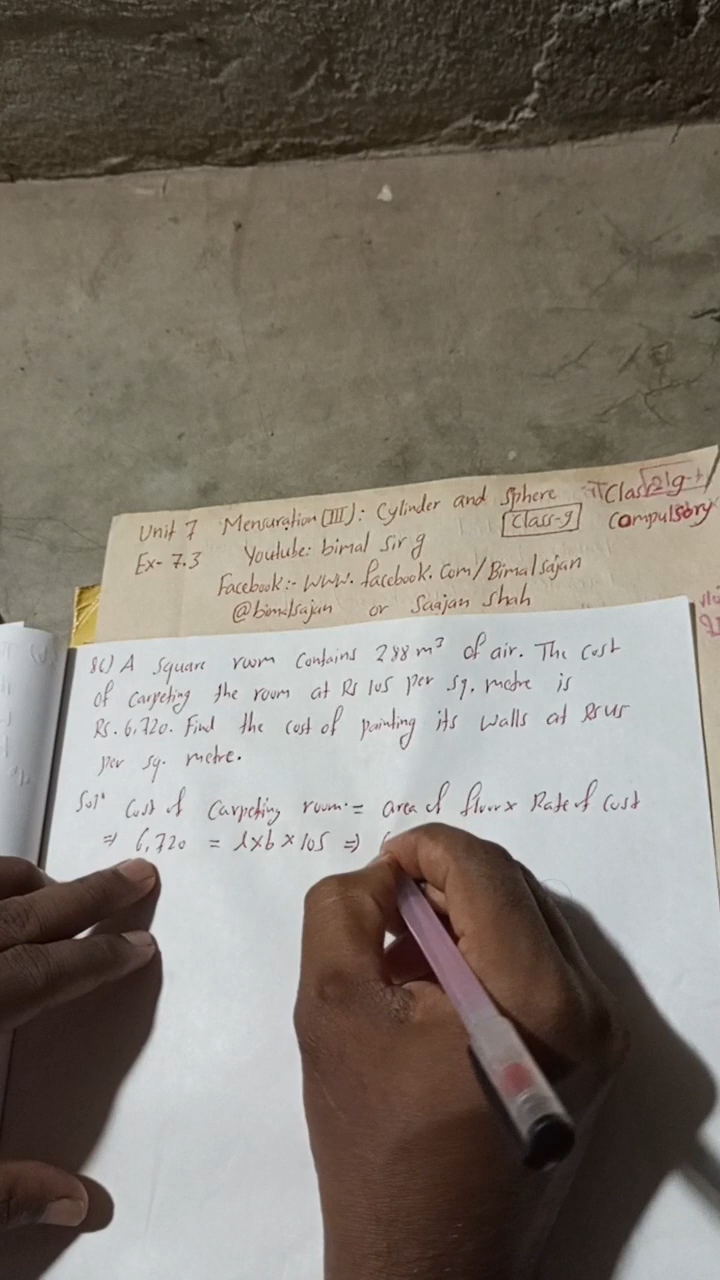 Unit 7 Mensuration (III): Cylinder and Sphere
Class
Class-9 Compulsory
Ex- 7.3 Youtube: bimal sir g
Facebook:- WWW. facebook. Com/Bimalsajan
@bimalsajan or Saajan Shah
8c) A square room contains 288 m³ of air. The cost
of carpeting the room at Rs 105 per sq. metre is
Rs. 6,720. Find the cost of painting its walls at Rs
per sq. metre.
Solⁿ Cost of Carpeting room = area of floor x Rate of cost
⇒ 6,720 = l×b×105 ⇒